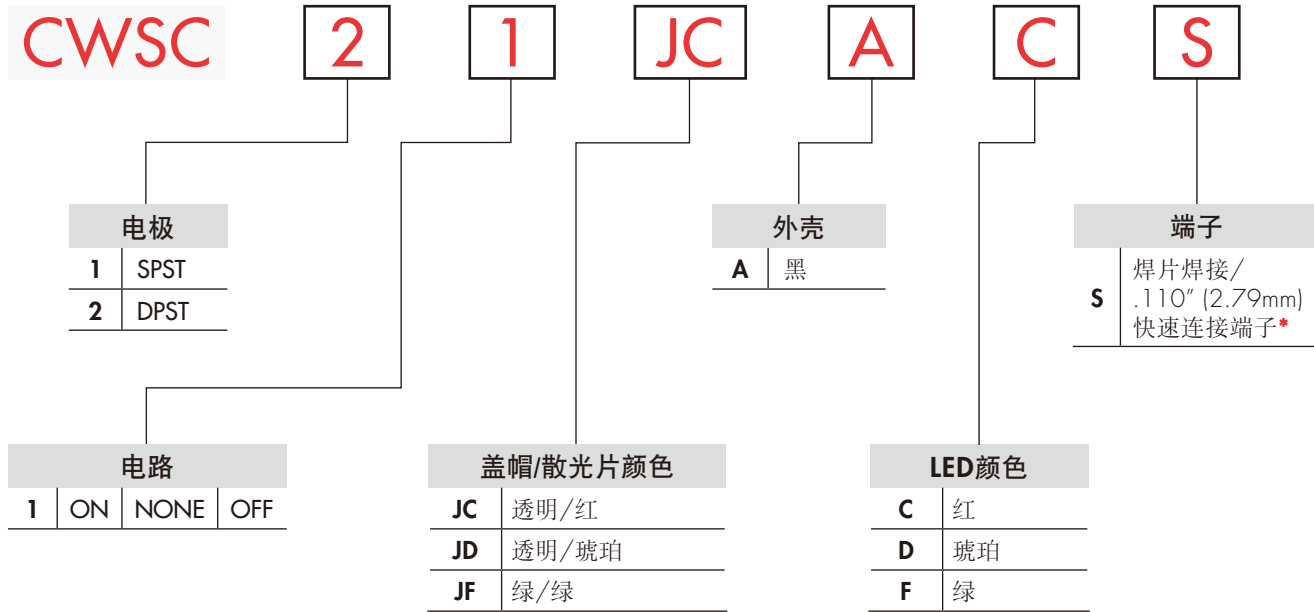 CWSC 2 1 JC A C S
电极
1 SPST
2 DPST
外壳
A 黑
端子
S 焊片焊接/
.110" (2.79mm)
快速连接端子*
电路
1 ON NONE OFF
盖帽/散光片颜色
JC 透明/红
JD 透明/琥珀
JF 绿/绿
LED颜色
C 红
D 琥珀
F 绿